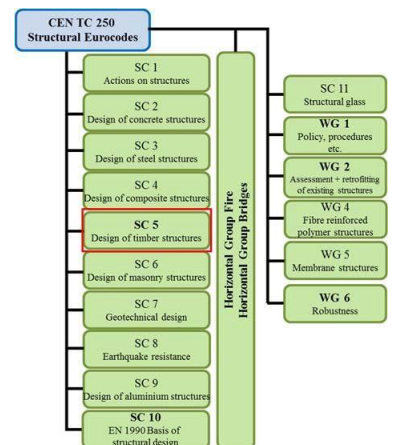 CEN TC 250
Structural Eurocodes
SC 1
Actions on structures
SC 2
Design of concrete structures
SC 3
Design of steel structures
SC 4
Design of composite structures
SC 5
Design of timber structures
SC 6
Design of masonry structures
SC 7
Geotechnical design
SC 8
Earthquake resistance
SC 9
Design of aluminium structures
SC 10
EN 1990 Basis of
structural design
Horizontal Group Fire
Horizontal Group Bridges
SC 11
Structural glass
WG 1
Policy, procedures
etc.
WG 2
Assessment + retrofitting
of existing structures
WG 4
Fibre reinforced
polymer structures
WG 5
Membrane structures
WG 6
Robustness